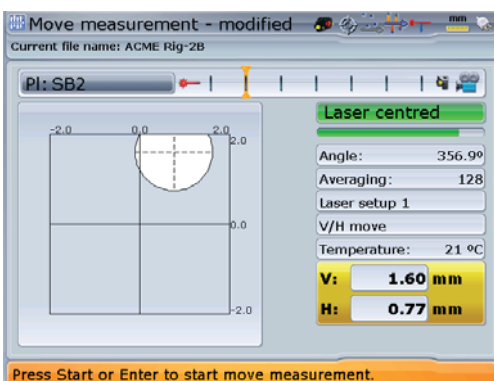 Move measurement - modified
mm
Current file name: ACME Rig-2B
Pl: SB2
Laser centred
-2.0 0.0 2.0
2.0
0.0
-2.0
Angle: 356.9º
Averaging: 128
Laser setup 1
V/H move
Temperature: 21 ºC
V: 1.60 mm
H: 0.77 mm
Press Start or Enter to start move measurement.